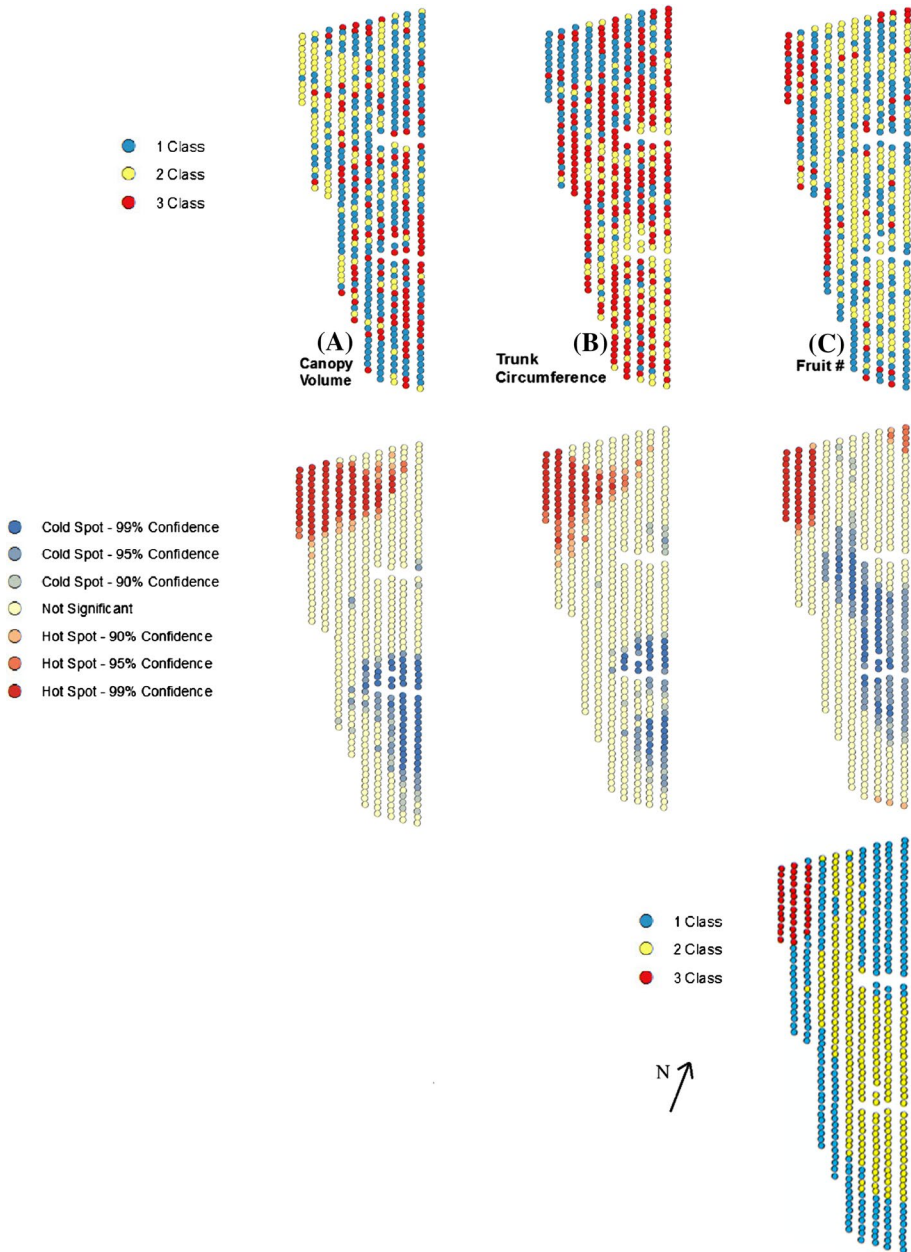 1 Class
2 Class
3 Class
(A)
Canopy
Volume
(B)
Trunk
Circumference
(C)
Fruit #
Cold Spot - 99% Confidence
Cold Spot - 95% Confidence
Cold Spot - 90% Confidence
Not Significant
Hot Spot - 90% Confidence
Hot Spot - 95% Confidence
Hot Spot - 99% Confidence
1 Class
2 Class
3 Class
N